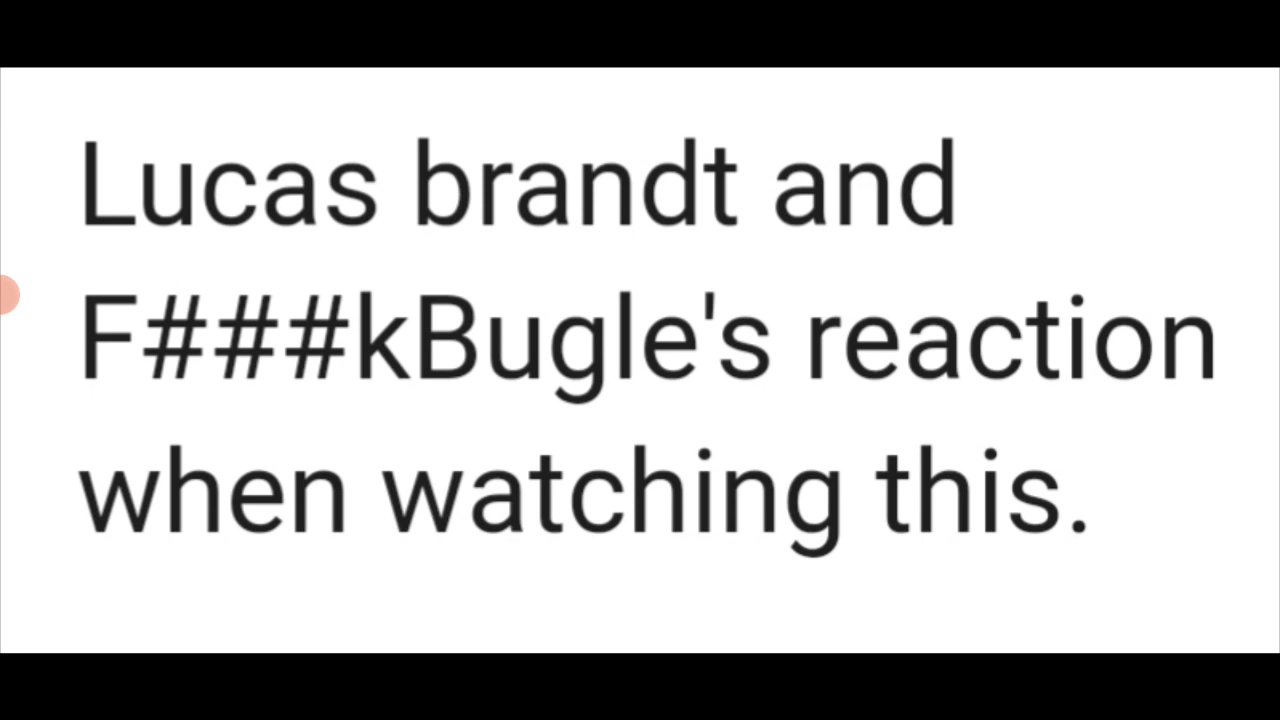 Lucas brandt and
F###kBugle's reaction
when watching this.